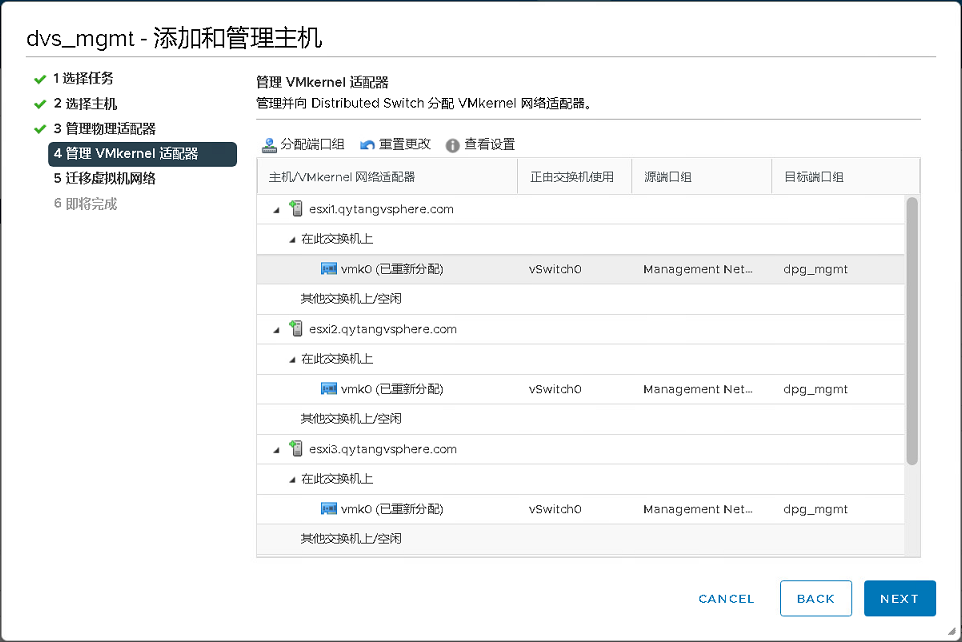 dvs_mgmt - 添加和管理主机
1 选择任务
2 选择主机
3 管理物理适配器
4 管理 VMkernel 适配器
5 迁移虚拟机网络
6 即将完成
管理 VMkernel 适配器
管理并向 Distributed Switch 分配 VMkernel 网络适配器。
分配端口组 重置更改 查看设置
主机/VMkernel 网络适配器 正由交换机使用 源端口组 目标端口组
esxi1.qytangvsphere.com
在此交换机上
vmk0 (已重新分配) vSwitch0 Management Net... dpg_mgmt
其他交换机上/空闲
esxi2.qytangvsphere.com
在此交换机上
vmk0 (已重新分配) vSwitch0 Management Net... dpg_mgmt
其他交换机上/空闲
esxi3.qytangvsphere.com
在此交换机上
vmk0 (已重新分配) vSwitch0 Management Net... dpg_mgmt
其他交换机上/空闲
CANCEL BACK NEXT